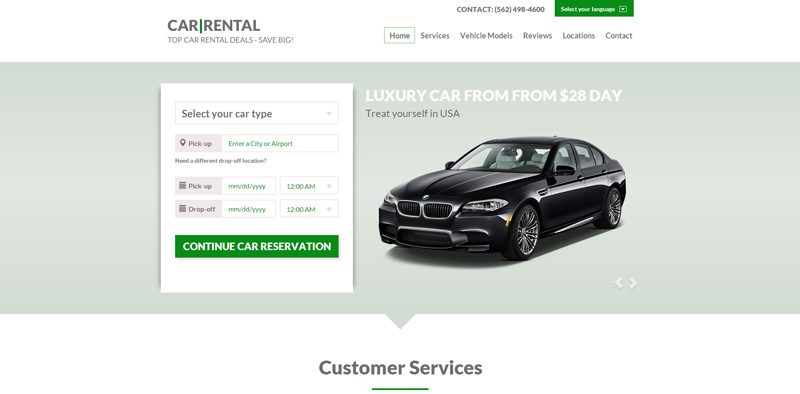 CONTACT: (562) 498-4600
Select your language
CAR|RENTAL
TOP CAR RENTAL DEALS - SAVE BIG!
Home Services Vehicle Models Reviews Locations Contact
LUXURY CAR FROM FROM $28 DAY
Treat yourself in USA
Select your car type
Pick-up Enter a City or Airport
Need a different drop-off location?
Pick-up mm/dd/yyyy 12:00 AM
Drop-off mm/dd/yyyy 12:00 AM
CONTINUE CAR RESERVATION
Customer Services